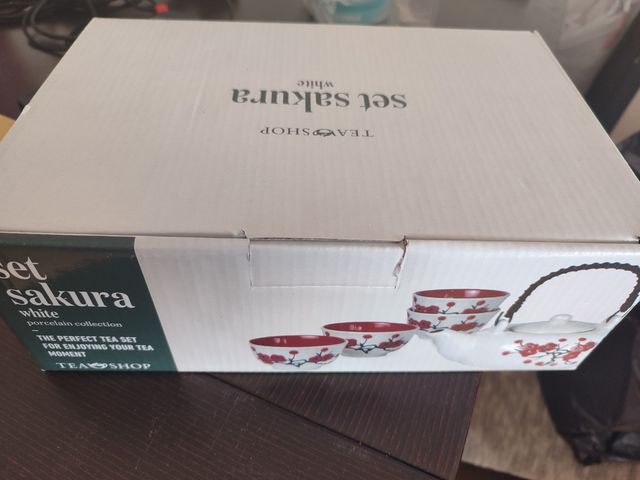 set sakura
white
TEA SHOP
set
sakura
white
porcelain collection
-
THE PERFECT TEA SET
FOR ENJOYING YOUR TEA
MOMENT
TEA SHOP